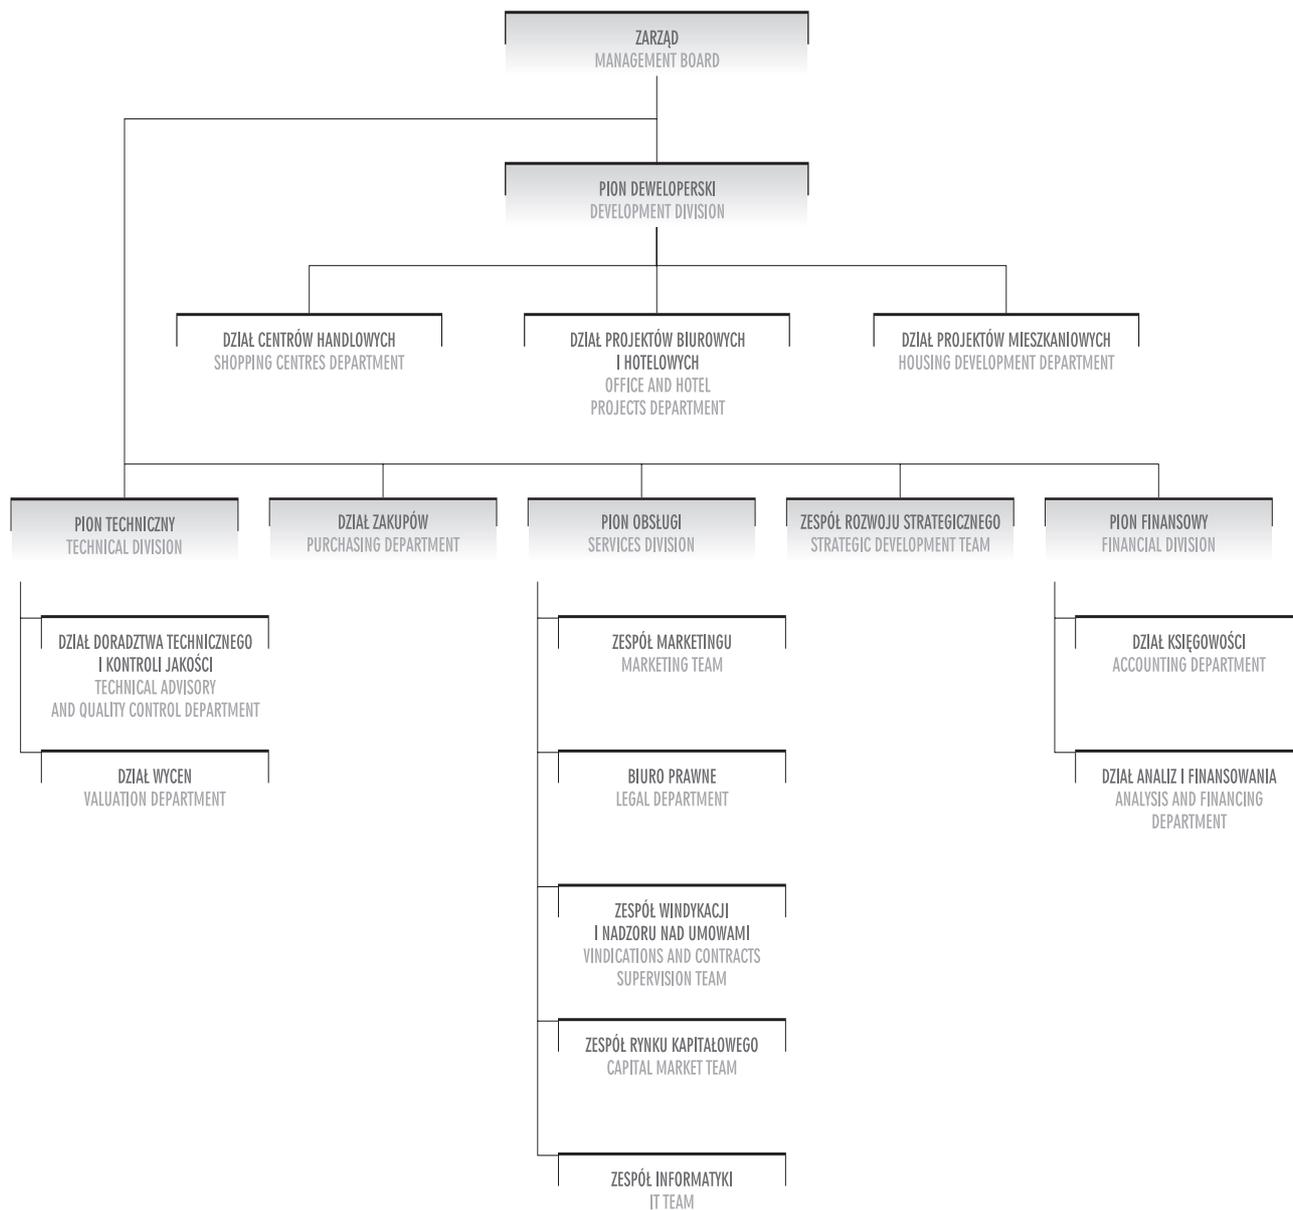 ZARZĄD
MANAGEMENT BOARD
PION DEWELOPERSKI
DEVELOPMENT DIVISION
DZIAŁ CENTRÓW HANDLOWYCH
SHOPPING CENTRES DEPARTMENT
DZIAŁ PROJEKTÓW BIUROWYCH
I HOTELOWYCH
OFFICE AND HOTEL
PROJECTS DEPARTMENT
DZIAŁ PROJEKTÓW MIESZKANIOWYCH
HOUSING DEVELOPMENT DEPARTMENT
PION TECHNICZNY
TECHNICAL DIVISION
DZIAŁ ZAKUPÓW
PURCHASING DEPARTMENT
PION OBSŁUGI
SERVICES DIVISION
ZESPÓŁ ROZWOJU STRATEGICZNEGO
STRATEGIC DEVELOPMENT TEAM
PION FINANSOWY
FINANCIAL DIVISION
DZIAŁ DORADZTWA TECHNICZNEGO
I KONTROLI JAKOŚCI
TECHNICAL ADVISORY
AND QUALITY CONTROL DEPARTMENT
DZIAŁ WYCEN
VALUATION DEPARTMENT
ZESPÓŁ MARKETINGU
MARKETING TEAM
BIURO PRAWNE
LEGAL DEPARTMENT
ZESPÓŁ WINDYKACJI
I NADZORU NAD UMOWAMI
VINDICATIONS AND CONTRACTS
SUPERVISION TEAM
ZESPÓŁ RYNKU KAPITAŁOWEGO
CAPITAL MARKET TEAM
ZESPÓŁ INFORMATYKI
IT TEAM
DZIAŁ KSIĘGOWOŚCI
ACCOUNTING DEPARTMENT
DZIAŁ ANALIZ I FINANSOWANIA
ANALYSIS AND FINANCING
DEPARTMENT